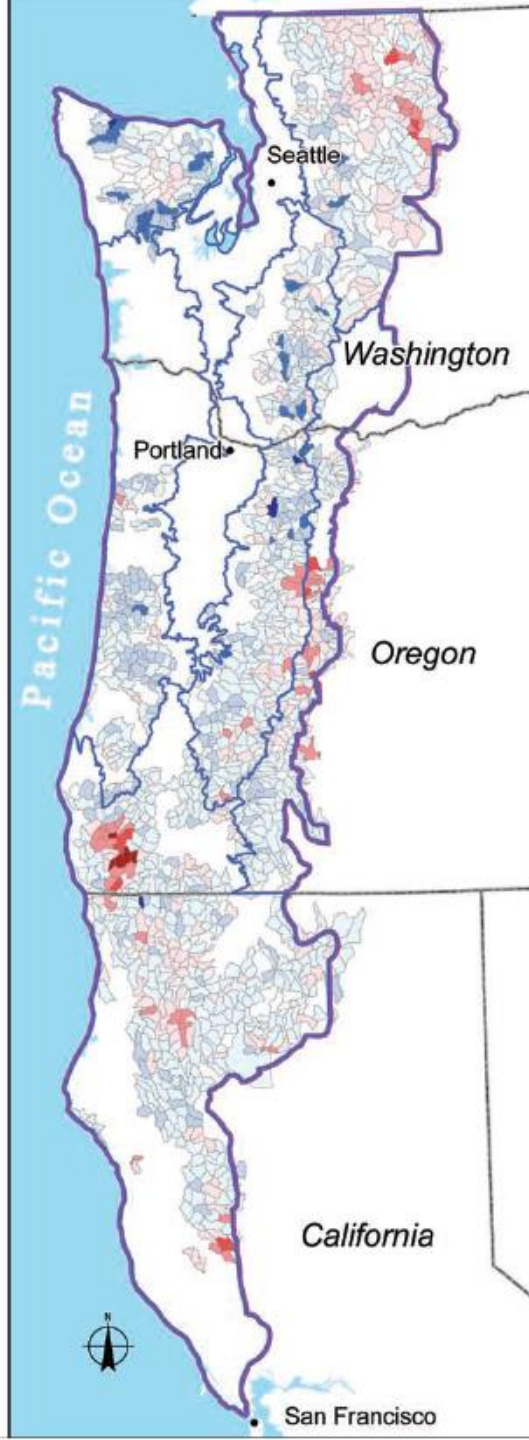 Seattle
Washington
Portland
Pacific Ocean
Oregon
California
N
San Francisco